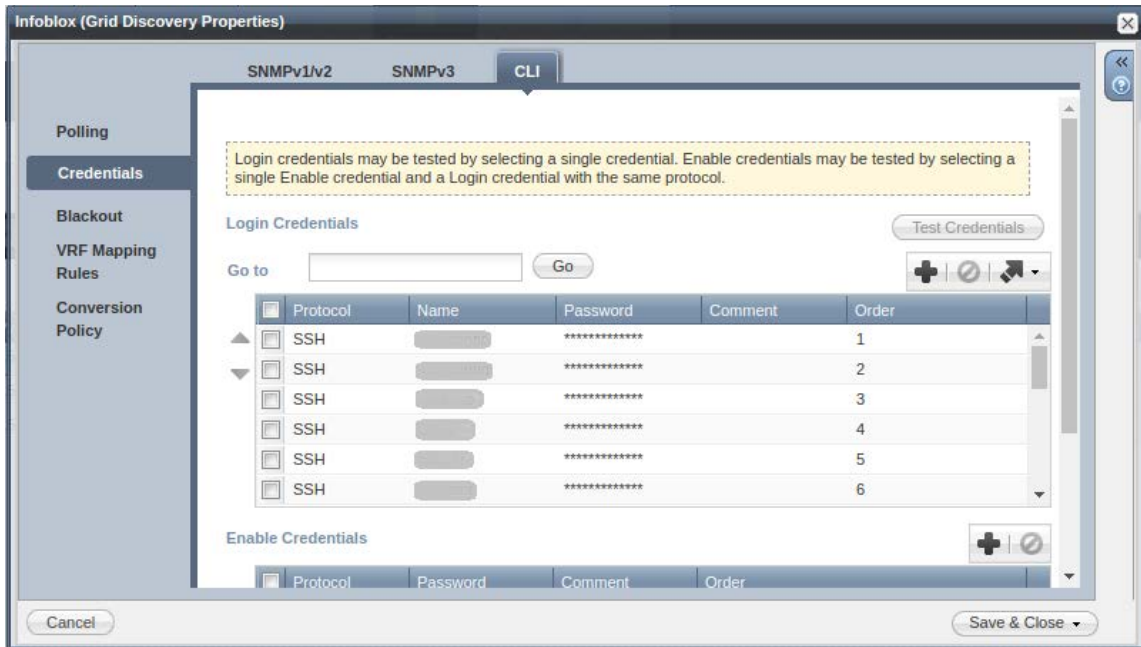 Infoblox (Grid Discovery Properties)
SNMPv1/v2 SNMPv3 CLI
Polling
Credentials
Blackout
VRF Mapping
Rules
Conversion
Policy
Login credentials may be tested by selecting a single credential. Enable credentials may be tested by selecting a
single Enable credential and a Login credential with the same protocol.
Login Credentials
Test Credentials
Go to Go
Protocol Name Password Comment Order
SSH ************* 1
SSH ************* 2
SSH ************* 3
SSH ************* 4
SSH ************* 5
SSH ************* 6
Enable Credentials
Protocol Password Comment Order
Cancel Save & Close